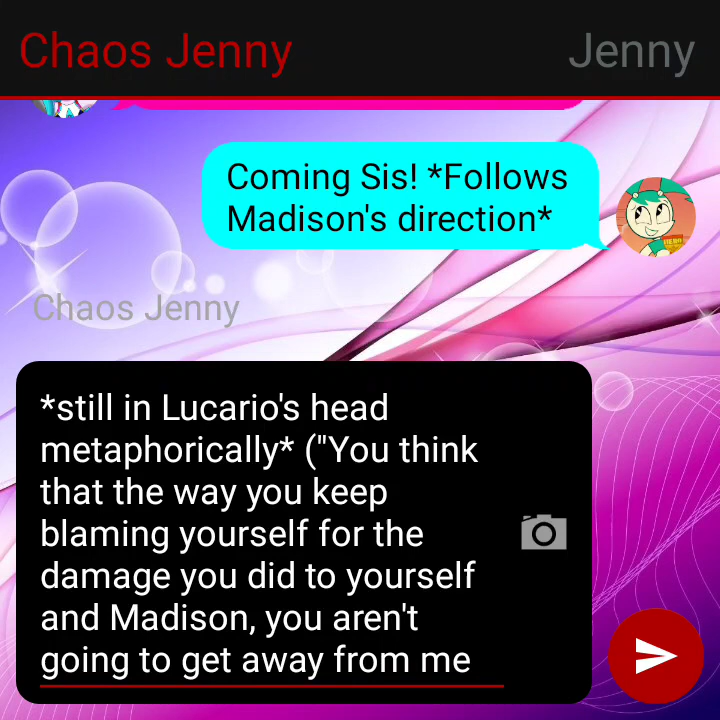 Chaos Jenny
Jenny
Coming Sis! *Follows
Madison's direction*
Chaos Jenny
*still in Lucario's head
metaphorically* ("You think
that the way you keep
blaming yourself for the
damage you did to yourself
and Madison, you aren't
going to get away from me